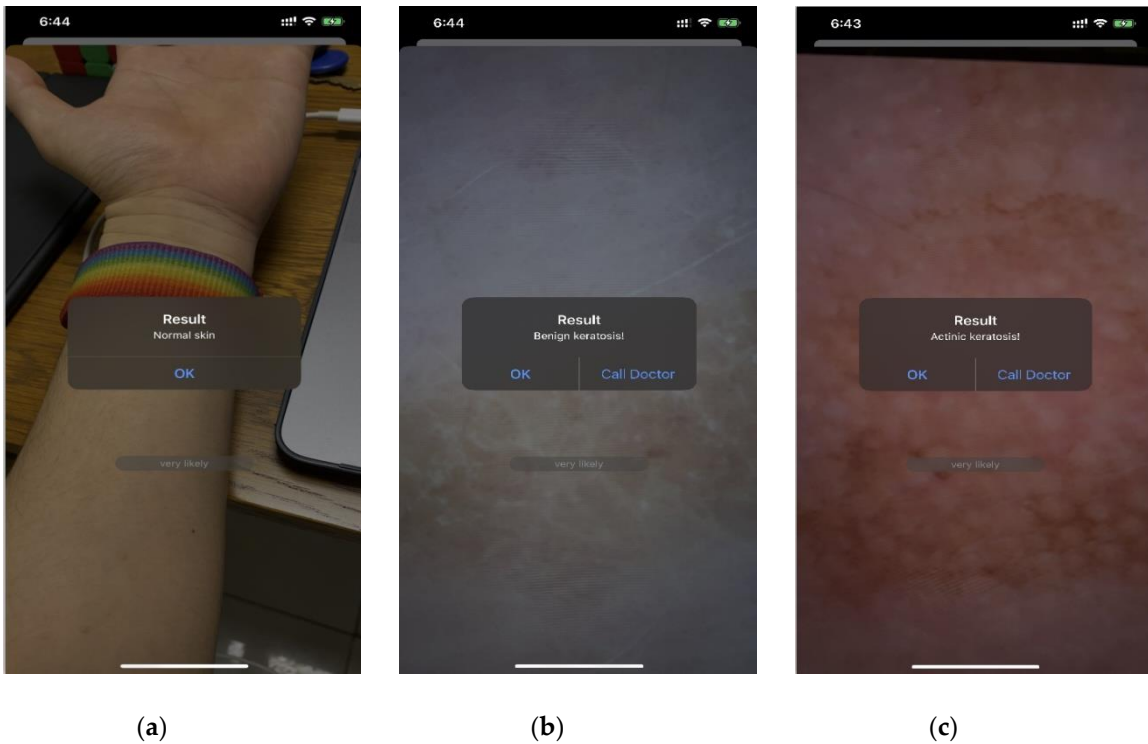 6:44
Result
Normal skin
OK
very likely
6:44
Result
Benign keratosis!
OK
Call Doctor
very likely
6:43
Result
Actinic keratosis!
OK
Call Doctor
very likely
(a)
(b)
(c)